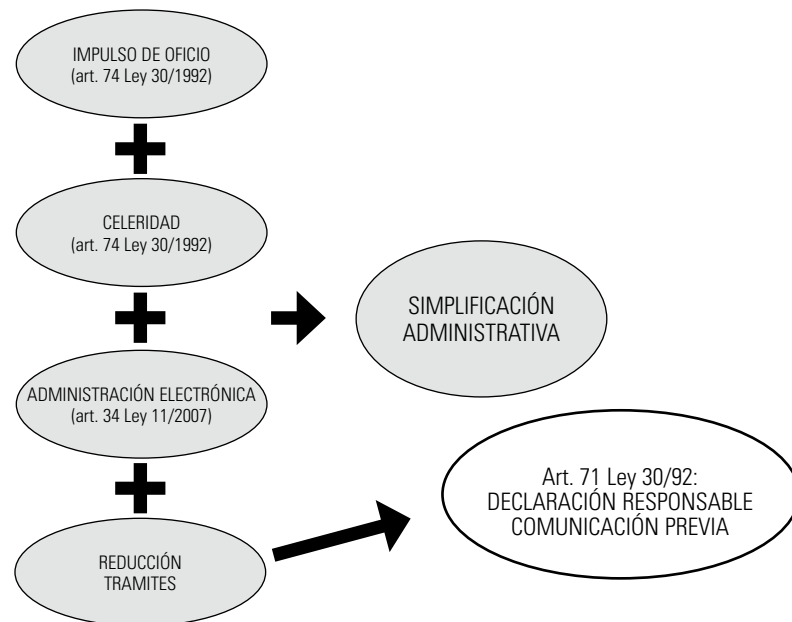 IMPULSO DE OFICIO
(art. 74 Ley 30/1992)
CELERIDAD
(art. 74 Ley 30/1992)
SIMPLIFICACIÓN
ADMINISTRATIVA
ADMINISTRACIÓN ELECTRÓNICA
(art. 34 Ley 11/2007)
Art. 71 Ley 30/92:
DECLARACIÓN RESPONSABLE
COMUNICACIÓN PREVIA
REDUCCIÓN
TRAMITES